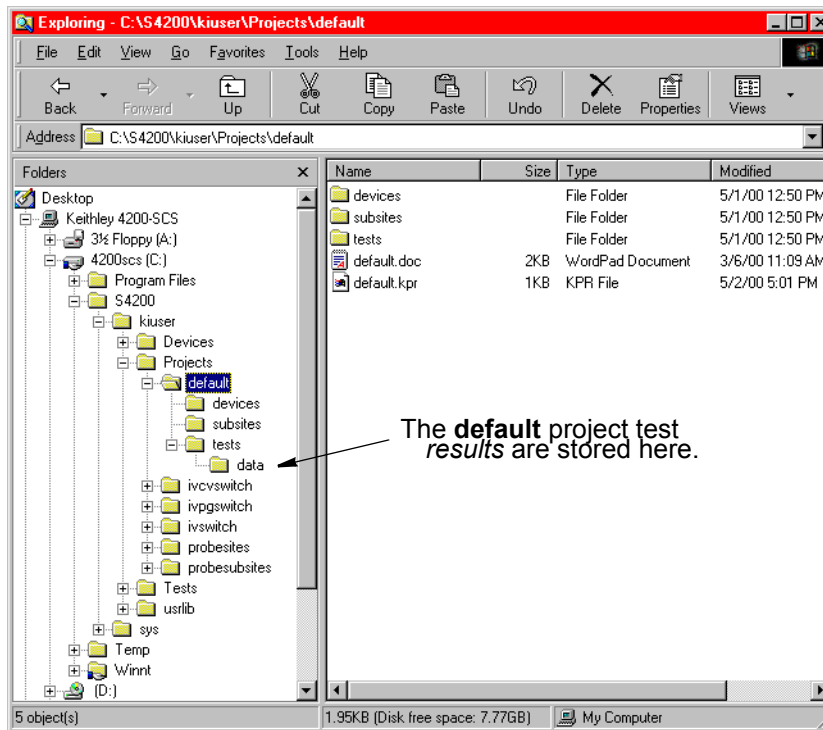 Exploring - C:\S4200\kiuser\Projects\default
File Edit View Go Favorites Tools Help
Back Forward Up Cut Copy Paste Undo Delete Properties Views
Address C:\S4200\kiuser\Projects\default
Folders
Desktop
Keithley 4200-SCS
3½ Floppy (A:)
4200scs (C:)
Program Files
S4200
kiuser
Devices
Projects
default
devices
subsites
tests
data
ivcvswitch
ivpgswitch
ivswitch
probesites
probesubsites
Tests
usrlib
sys
Temp
Winnt
(D:)
Name Size Type Modified
devices File Folder 5/1/00 12:50 PM
subsites File Folder 5/1/00 12:50 PM
tests File Folder 5/1/00 12:50 PM
default.doc 2KB WordPad Document 3/6/00 11:09 AM
default.kpr 1KB KPR File 5/2/00 5:01 PM
The default project test
results are stored here.
5 object(s) 1.95KB (Disk free space: 7.77GB) My Computer